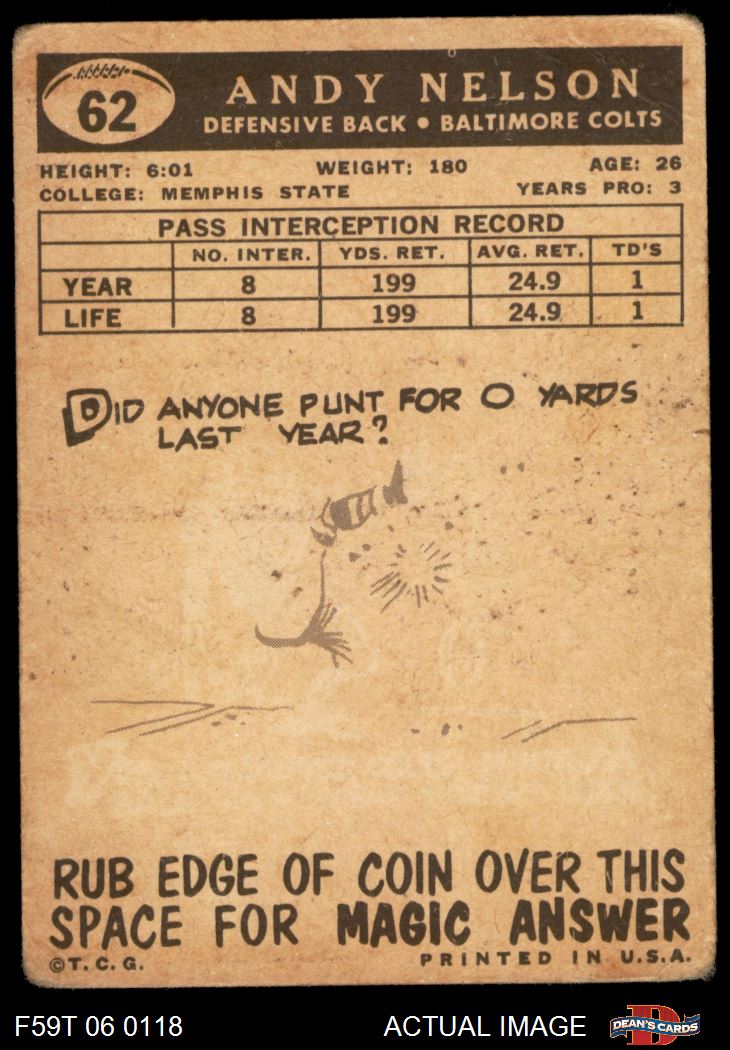 62
ANDY NELSON
DEFENSIVE BACK • BALTIMORE COLTS
HEIGHT: 6:01 WEIGHT: 180 AGE: 26
COLLEGE: MEMPHIS STATE YEARS PRO: 3
PASS INTERCEPTION RECORD
NO. INTER. YDS. RET. AVG. RET. TD'S
YEAR 8 199 24.9 1
LIFE 8 199 24.9 1
DID ANYONE PUNT FOR 0 YARDS
LAST YEAR?
RUB EDGE OF COIN OVER THIS
SPACE FOR MAGIC ANSWER
©T.C.G. PRINTED IN U.S.A.
F59T 06 0118 ACTUAL IMAGE DEAN'S CARDS